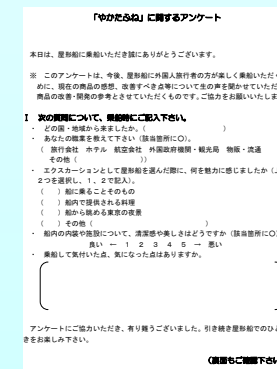 「やかたぶね」に関するアンケート
本日は、屋形船に乗船いただき誠にありがとうございます。
※ このアンケートは、今後、屋形船に外国人旅行者の方が楽しく乗船いただ
めに、現在の商品の感想、改善すべき点等について生の声を聞かせていただ
商品の改善・開発の参考とさせていただくものです。ご協力をお願いいたしま
Ⅰ 次の質問について、乗船時にご記入下さい。
・ どの国・地域から来ましたか。( )
・ あなたの職業を教えて下さい（該当箇所に〇）。
( 旅行会社 ホテル 航空会社 外国政府機関・観光局 物販・流通
その他（ ））
・ エクスカーションとして屋形船を選んだ際に、何を魅力に感じましたか（
２つを選択し、１、２で記入）。
( ) 船に乗ることそのもの
( ) 船内で提供される料理
( ) 船から眺める東京の夜景
( ) その他（ ）
・ 船内の内装や施設について、清潔感や美しさはどうですか（該当箇所に〇
良い ← 1 2 3 4 5 → 悪い
・ 乗船して気付いた点、気になった点はありますか。
アンケートにご協力いただき、有り難うございました。引き続き屋形船でのひ
きをお楽しみ下さい。
（裏面もご確認下さ